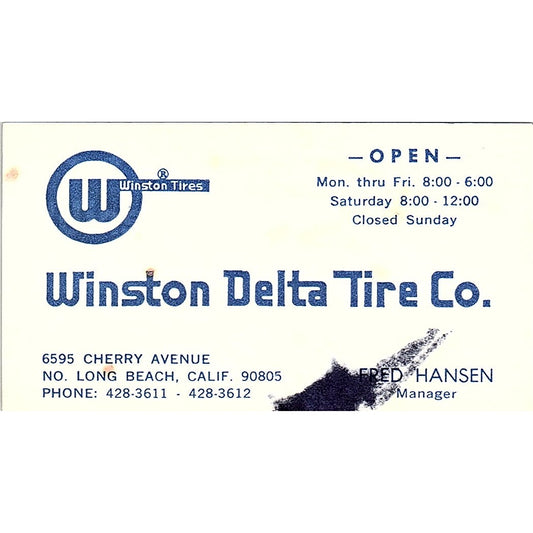 W
Winston Tires ®
— OPEN —
Mon. thru Fri. 8:00 - 6:00
Saturday 8:00 - 12:00
Closed Sunday
Winston Delta Tire Co.
6595 CHERRY AVENUE
NO. LONG BEACH, CALIF. 90805
PHONE: 428-3611 - 428-3612
FRED HANSEN
Manager